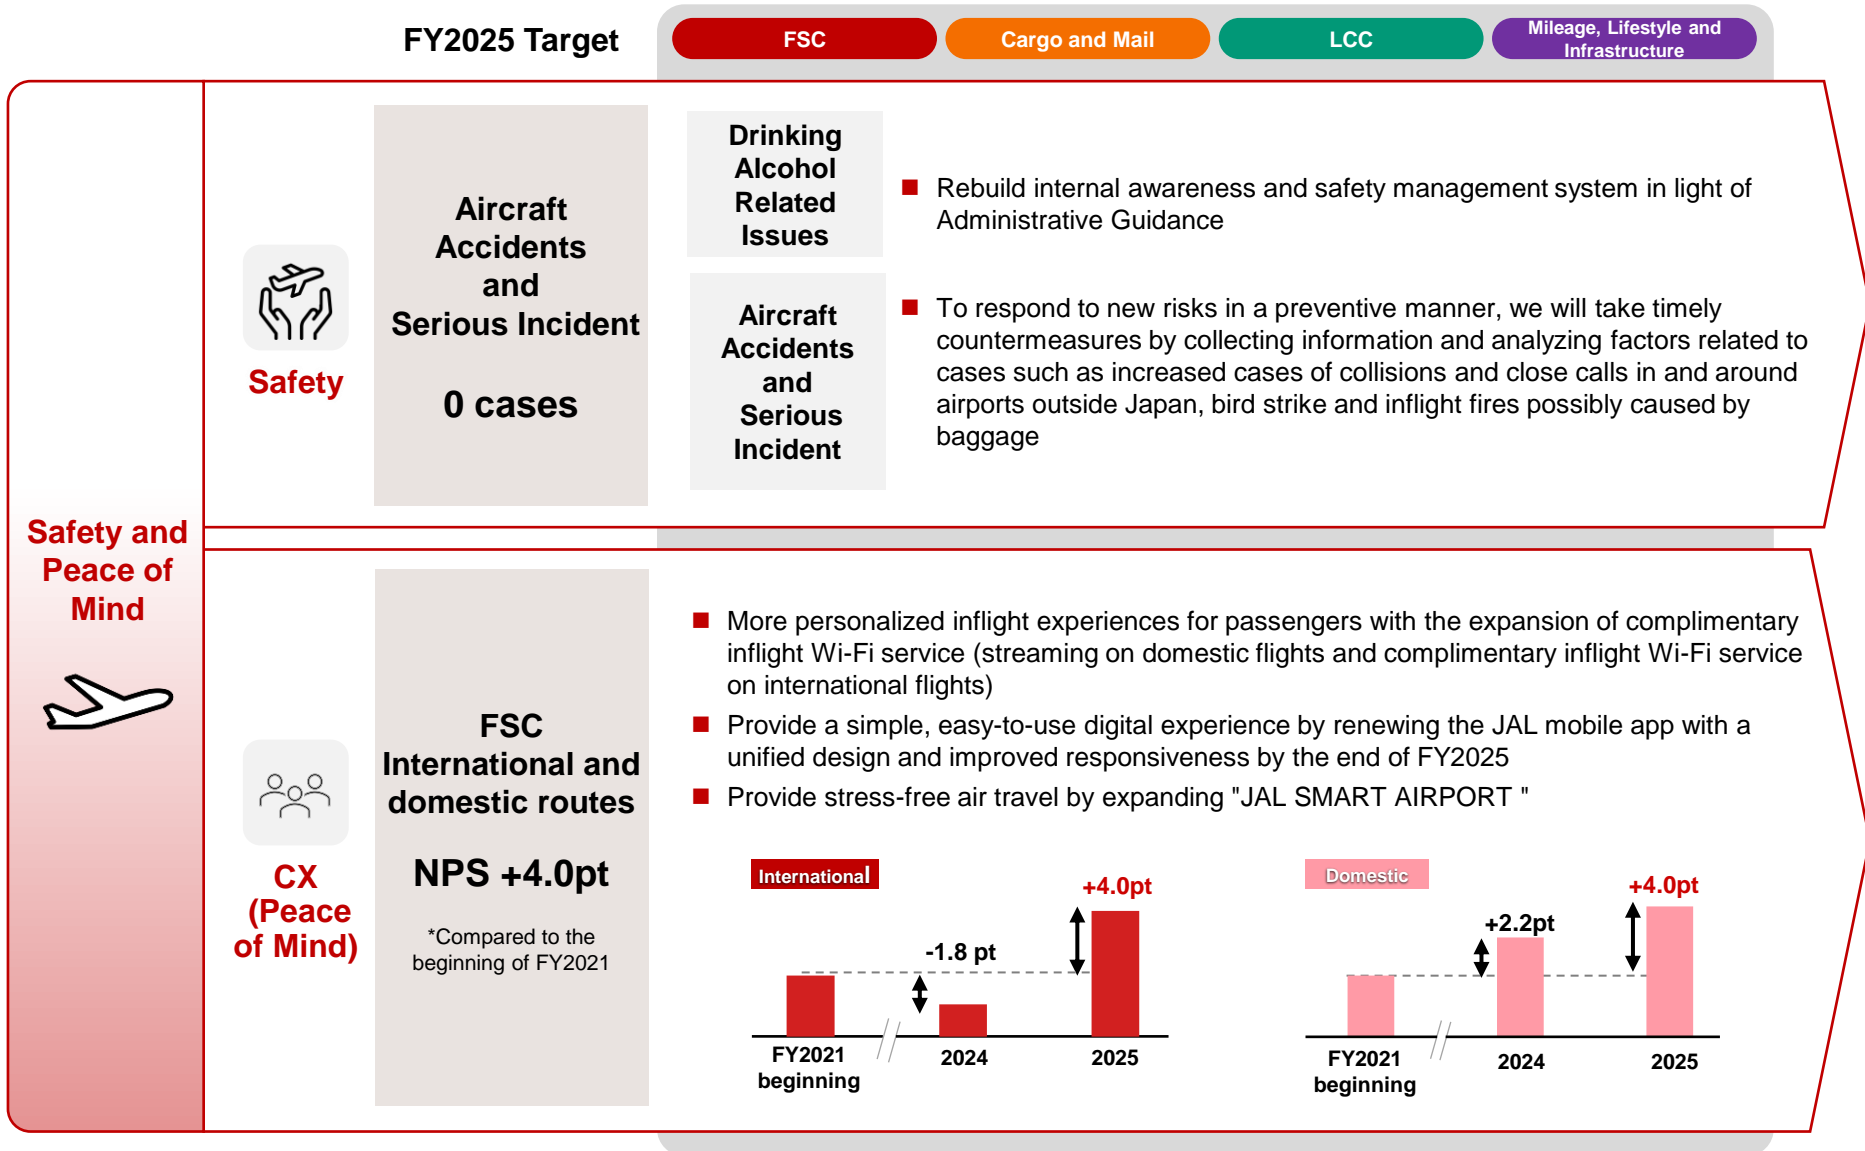 FY2025 Target
FSC
Cargo and Mail
LCC
Mileage, Lifestyle and
Infrastructure
Safety and
Peace of
Mind
Safety
Aircraft
Accidents
and
Serious Incident
0 cases
Drinking
Alcohol
Related
Issues
■ Rebuild internal awareness and safety management system in light of
Administrative Guidance
Aircraft
Accidents
and
Serious
Incident
■ To respond to new risks in a preventive manner, we will take timely
countermeasures by collecting information and analyzing factors related to
cases such as increased cases of collisions and close calls in and around
airports outside Japan, bird strike and inflight fires possibly caused by
baggage
CX
(Peace
of Mind)
FSC
International and
domestic routes
NPS +4.0pt
*Compared to the
beginning of FY2021
■ More personalized inflight experiences for passengers with the expansion of complimentary
inflight Wi-Fi service (streaming on domestic flights and complimentary inflight Wi-Fi service
on international flights)
■ Provide a simple, easy-to-use digital experience by renewing the JAL mobile app with a
unified design and improved responsiveness by the end of FY2025
■ Provide stress-free air travel by expanding "JAL SMART AIRPORT "
International
-1.8 pt
+4.0pt
FY2021
beginning
2024
2025
Domestic
+2.2pt
+4.0pt
FY2021
beginning
2024
2025